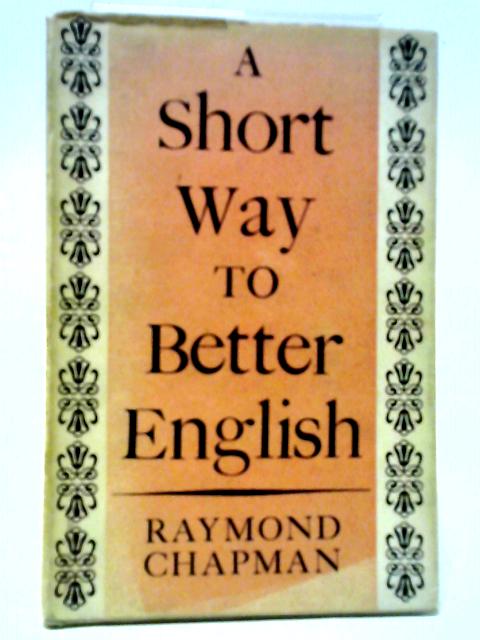 A
Short
Way
TO
Better
English
RAYMOND
CHAPMAN